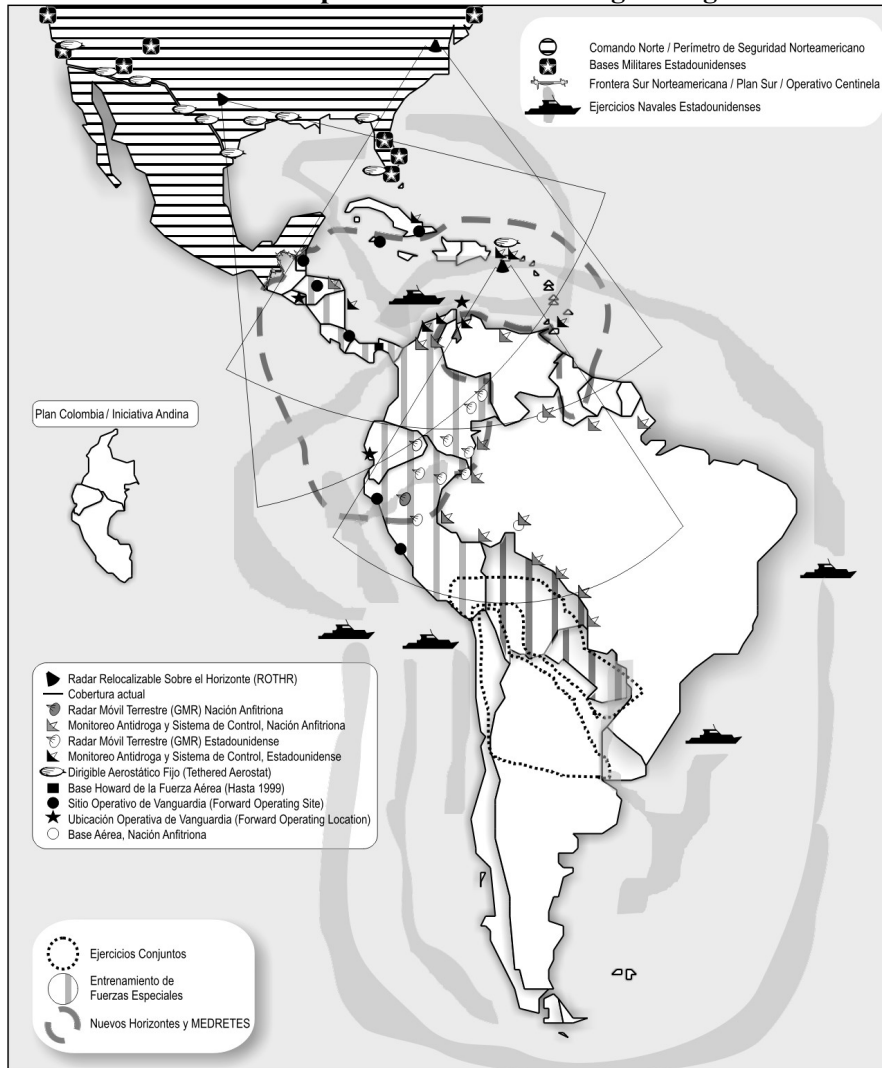 Comando Norte / Perímetro de Seguridad Norteamericano
Bases Militares Estadounidenses
Frontera Sur Norteamericana / Plan Sur / Operativo Centinela
Ejercicios Navales Estadounidenses
Plan Colombia / Iniciativa Andina
Radar Relocalizable Sobre el Horizonte (ROTHR)
Cobertura actual
Radar Móvil Terrestre (GMR) Nación Anfitriona
Monitoreo Antidroga y Sistema de Control, Nación Anfitriona
Radar Móvil Terrestre (GMR) Estadounidense
Monitoreo Antidroga y Sistema de Control, Estadounidense
Dirigible Aerostático Fijo (Tethered Aerostat)
Base Howard de la Fuerza Aérea (Hasta 1999)
Sitio Operativo de Vanguardia (Forward Operating Site)
Ubicación Operativa de Vanguardia (Forward Operating Location)
Base Aérea, Nación Anfitriona
Ejercicios Conjuntos
Entrenamiento de
Fuerzas Especiales
Nuevos Horizontes y MEDRETES